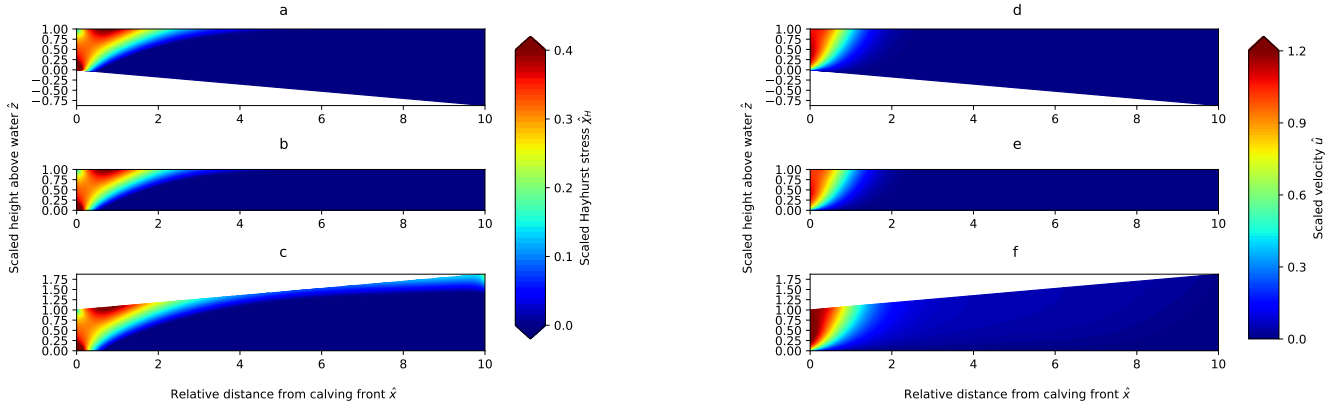 a
1.00
0.75
0.50
0.25
0.00
−0.25
−0.50
−0.75
0 2 4 6 8 10
b
1.00
0.75
0.50
0.25
0.00
0 2 4 6 8 10
c
1.75
1.50
1.25
1.00
0.75
0.50
0.25
0.00
0 2 4 6 8 10
Scaled height above water ẑ
Relative distance from calving front x̂
0.4
0.3
0.2
0.1
0.0
Scaled Hayhurst stress χ̂_H
d
1.00
0.75
0.50
0.25
0.00
−0.25
−0.50
−0.75
0 2 4 6 8 10
e
1.00
0.75
0.50
0.25
0.00
0 2 4 6 8 10
f
1.75
1.50
1.25
1.00
0.75
0.50
0.25
0.00
0 2 4 6 8 10
Scaled height above water ẑ
Relative distance from calving front x̂
1.2
0.9
0.6
0.3
0.0
Scaled velocity û